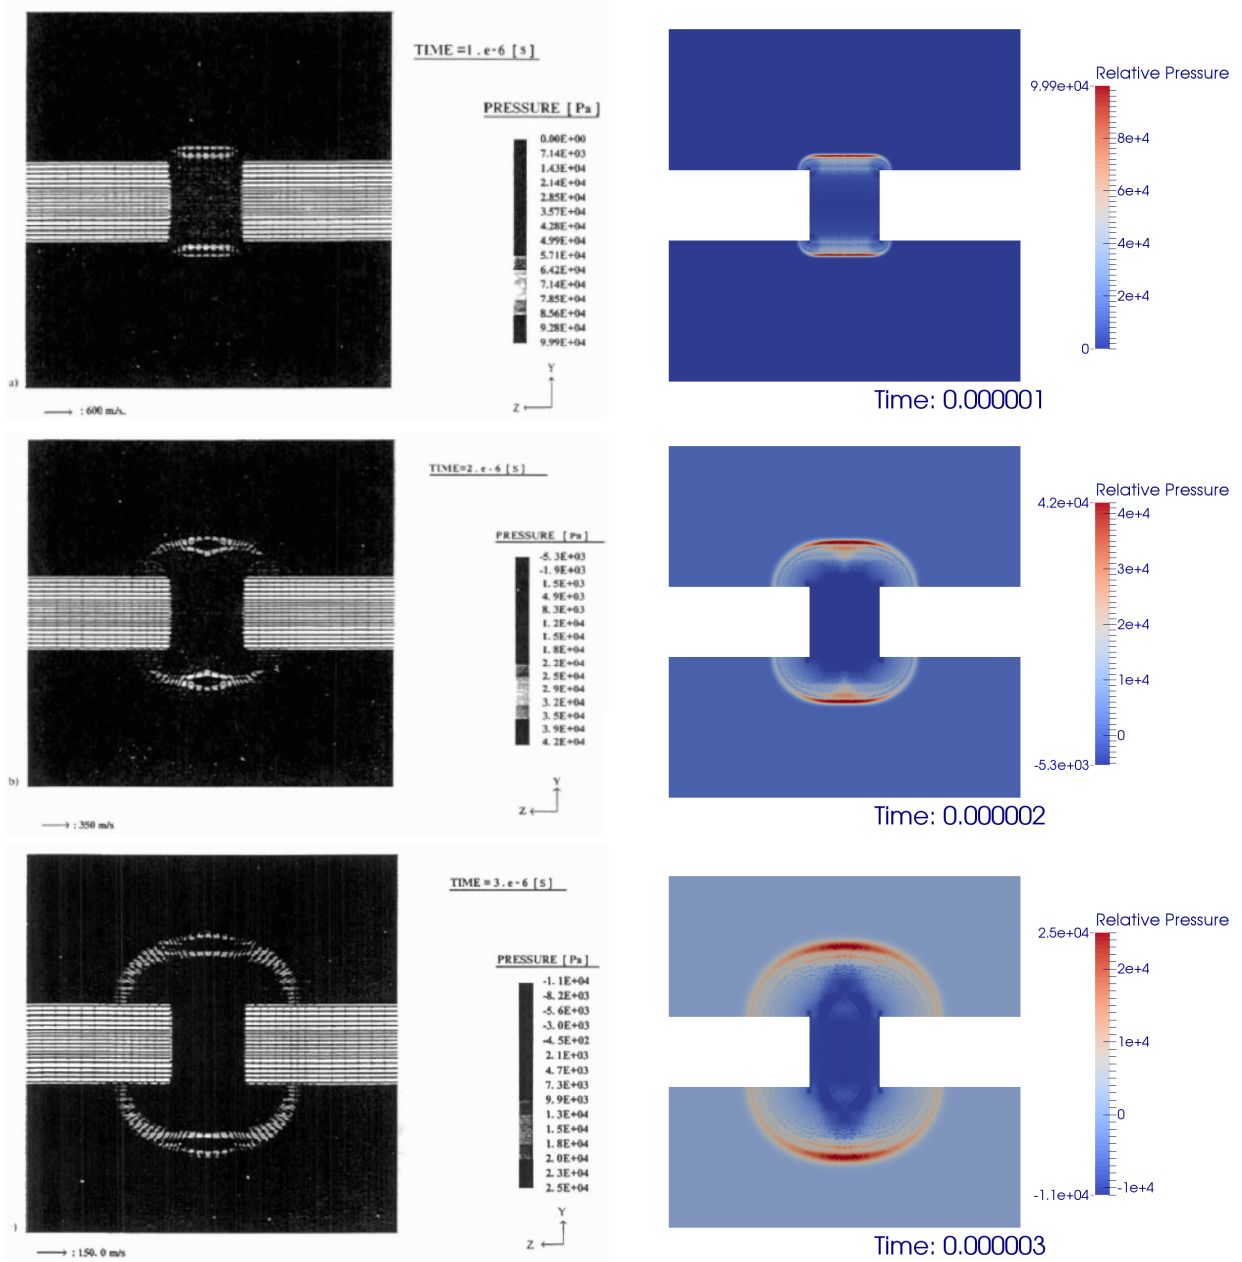 TIME =1.e-6 [S]
PRESSURE [Pa]
0.00E+00
7.14E+03
1.43E+04
2.14E+04
2.85E+04
3.57E+04
4.28E+04
4.99E+04
5.71E+04
6.42E+04
7.14E+04
7.85E+04
8.56E+04
9.28E+04
9.99E+04
Y
Z
a)
: 600 m/s.
Relative Pressure
9.99e+04
8e+4
6e+4
4e+4
2e+4
0
Time: 0.000001
TIME=2.e-6 [S]
PRESSURE [Pa]
-5.3E+03
-1.9E+03
1.5E+03
4.9E+03
8.3E+03
1.2E+04
1.5E+04
1.8E+04
2.2E+04
2.5E+04
2.9E+04
3.2E+04
3.5E+04
3.9E+04
4.2E+04
Y
Z
b)
: 350 m/s
Relative Pressure
4.2e+04
4e+4
3e+4
2e+4
1e+4
0
-5.3e+03
Time: 0.000002
TIME = 3.e-6 [S]
PRESSURE [Pa]
-1.1E+04
-8.2E+03
-5.6E+03
-3.0E+03
-4.5E+02
2.1E+03
4.7E+03
7.3E+03
9.9E+03
1.3E+04
1.5E+04
1.8E+04
2.0E+04
2.3E+04
2.5E+04
Y
Z
)
: 150.0 m/s
Relative Pressure
2.5e+04
2e+4
1e+4
0
-1e+4
-1.1e+04
Time: 0.000003